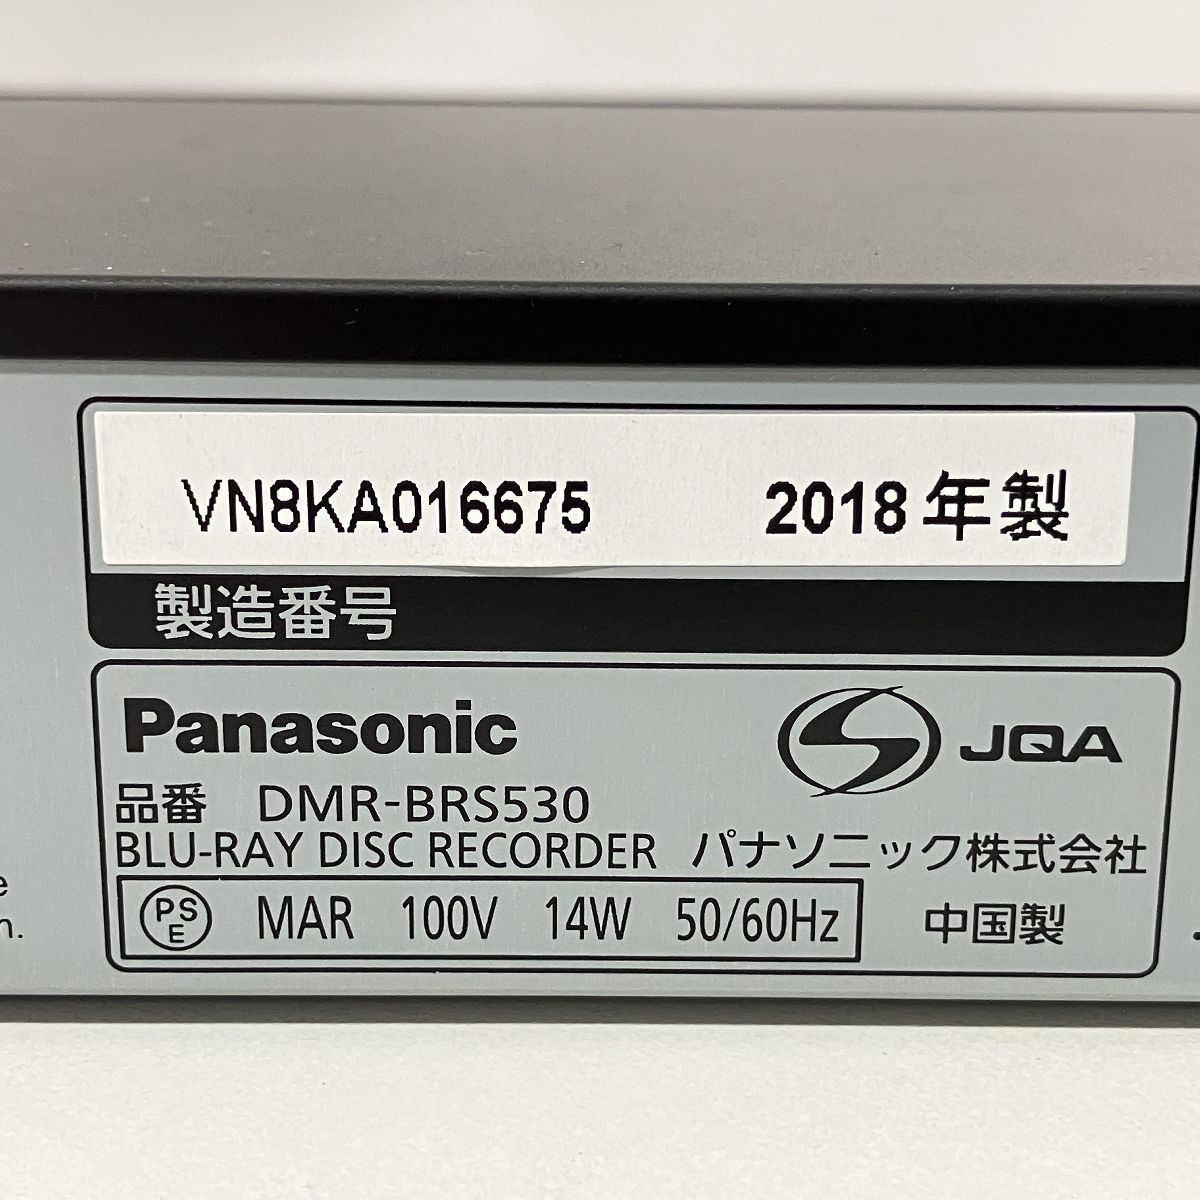 VN8KA016675 2018年製
製造番号
Panasonic JQA
品番 DMR-BRS530
BLU-RAY DISC RECORDER パナソニック株式会社
PSE MAR 100V 14W 50/60Hz 中国製